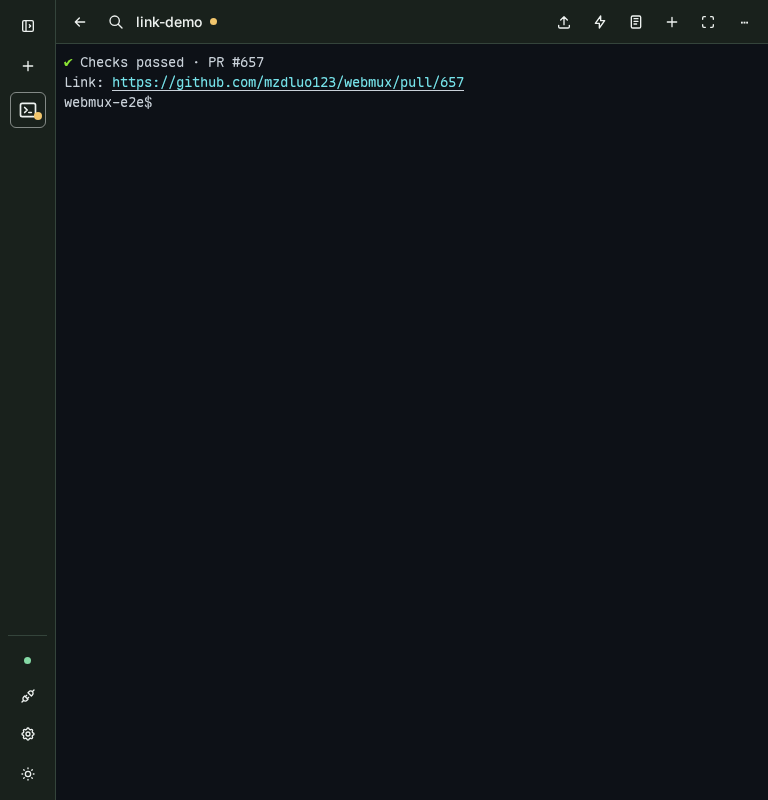 link-demo
✔ Checks passed · PR #657
Link: https://github.com/mzdluo123/webmux/pull/657
webmux-e2e$